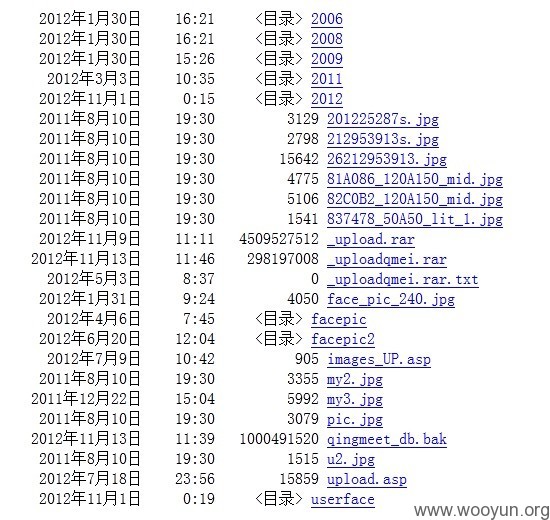 2012年1月30日 16:21 <目录> 2006
2012年1月30日 16:21 <目录> 2008
2012年1月30日 15:26 <目录> 2009
2012年3月3日 10:35 <目录> 2011
2012年11月1日 0:15 <目录> 2012
2011年8月10日 19:30 3129 201225287s.jpg
2011年8月10日 19:30 2798 212953913s.jpg
2011年8月10日 19:30 15642 26212953913.jpg
2011年8月10日 19:30 4775 81A086_120A150_mid.jpg
2011年8月10日 19:30 5106 82C0B2_120A150_mid.jpg
2011年8月10日 19:30 1541 837478_50A50_lit_1.jpg
2012年11月9日 11:11 4509527512 _upload.rar
2012年11月13日 11:46 298197008 _uploadqmei.rar
2012年5月3日 8:37 0 _uploadqmei.rar.txt
2012年1月31日 9:24 4050 face_pic_240.jpg
2012年4月6日 7:45 <目录> facepic
2012年6月20日 12:04 <目录> facepic2
2012年7月9日 10:42 905 images_UP.asp
2011年8月10日 19:30 3355 my2.jpg
2011年12月22日 15:04 5992 my3.jpg
2011年8月10日 19:30 3079 pic.jpg
2012年11月13日 11:39 1000491520 qingmeet_db.bak
2011年8月10日 19:30 1515 u2.jpg
2012年7月18日 23:56 15859 upload.asp
2012年11月1日 0:19 <目录> userface
www.wooyun.org